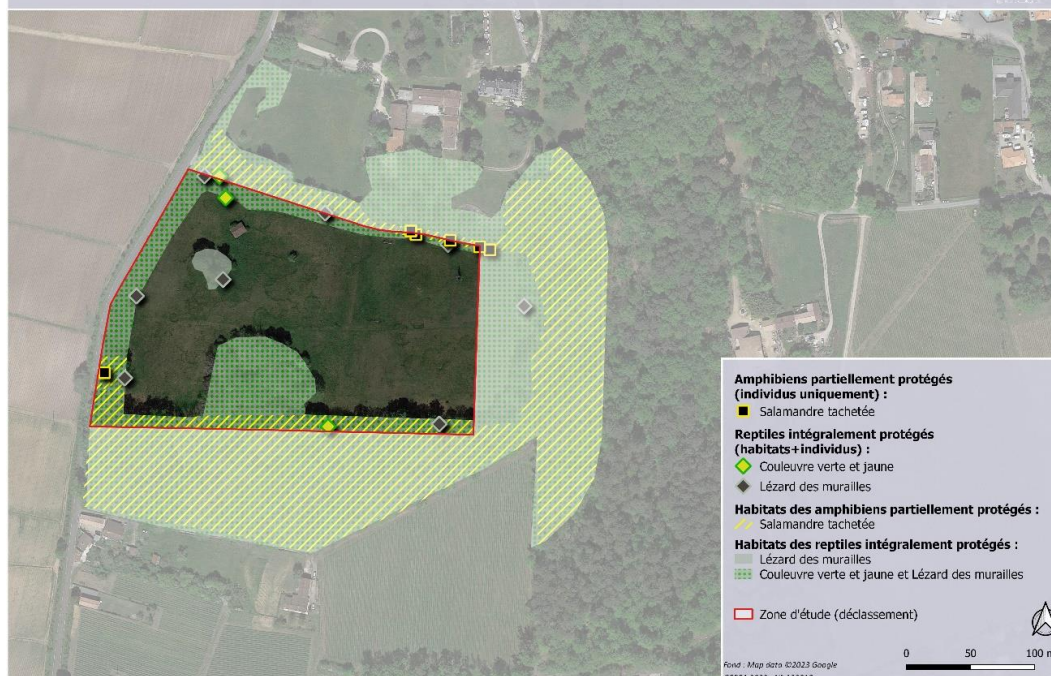 Amphibiens partiellement protégés
(individus uniquement) :
Salamandre tachetée
Reptiles intégralement protégés
(habitats+individus) :
Couleuvre verte et jaune
Lézard des murailles
Habitats des amphibiens partiellement protégés :
Salamandre tachetée
Habitats des reptiles intégralement protégés :
Lézard des murailles
Couleuvre verte et jaune et Lézard des murailles
Zone d'étude (déclassement)
0 50 100 m
Fond : Map data ©2023 Google